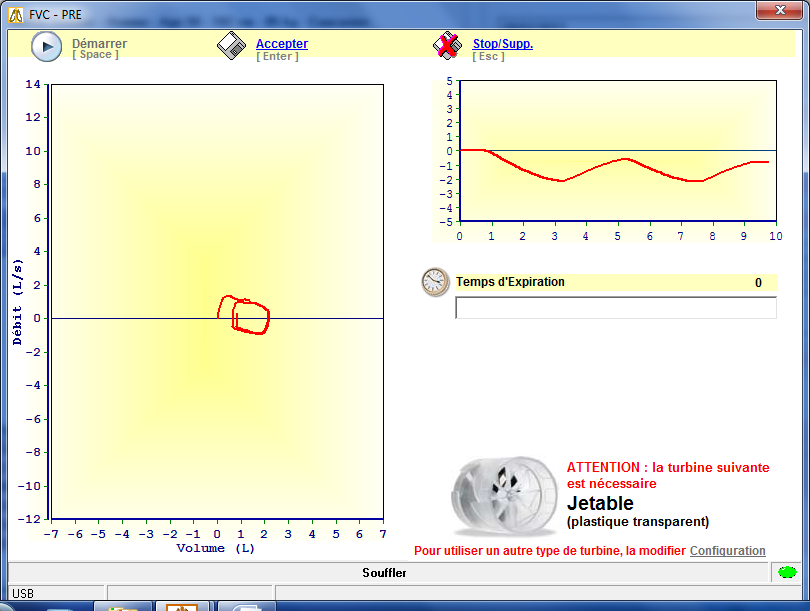 FVC - PRE
Démarrer
[ Space ]
Accepter
[ Enter ]
Stop/Supp.
[ Esc ]
14
12
10
8
6
4
2
0
-2
-4
-6
-8
-10
-12
Débit (L/s)
-7 -6 -5 -4 -3 -2 -1 0 1 2 3 4 5 6 7
Volume (L)
5
4
3
2
1
0
-1
-2
-3
-4
-5
0 1 2 3 4 5 6 7 8 9 10
Temps d'Expiration 0
ATTENTION : la turbine suivante
est nécessaire
Jetable
(plastique transparent)
Pour utiliser un autre type de turbine, la modifier Configuration
Souffler
USB